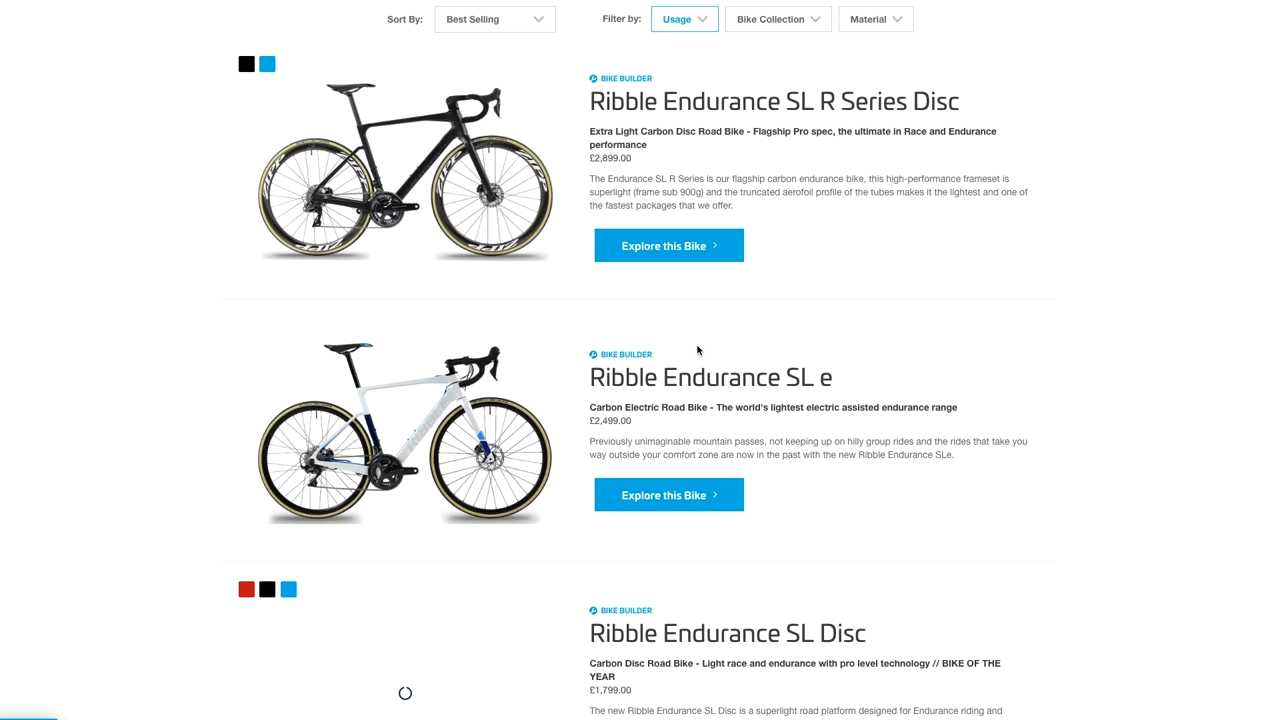 Sort By:
Best Selling
Filter by:
Usage
Bike Collection
Material
BIKE BUILDER
Ribble Endurance SL R Series Disc
Extra Light Carbon Disc Road Bike - Flagship Pro spec, the ultimate in Race and Endurance
performance
£2,899.00
The Endurance SL R Series is our flagship carbon endurance bike, this high-performance frameset is
superlight (frame sub 900g) and the truncated aerofoil profile of the tubes makes it the lightest and one of
the fastest packages that we offer.
Explore this Bike
BIKE BUILDER
Ribble Endurance SL e
Carbon Electric Road Bike - The world's lightest electric assisted endurance range
£2,499.00
Previously unimaginable mountain passes, not keeping up on hilly group rides and the rides that take you
way outside your comfort zone are now in the past with the new Ribble Endurance SLe.
Explore this Bike
BIKE BUILDER
Ribble Endurance SL Disc
Carbon Disc Road Bike - Light race and endurance with pro level technology // BIKE OF THE
YEAR
£1,799.00
The new Ribble Endurance SL Disc is a superlight road platform designed for Endurance riding and